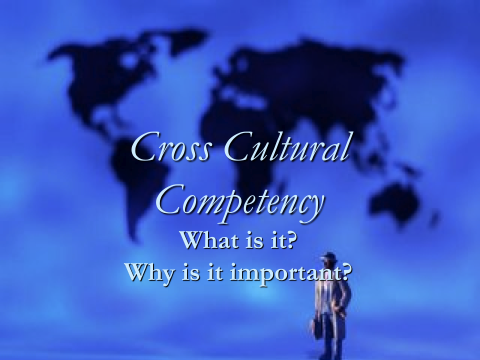 Cross Cultural
Competency
What is it?
Why is it important?